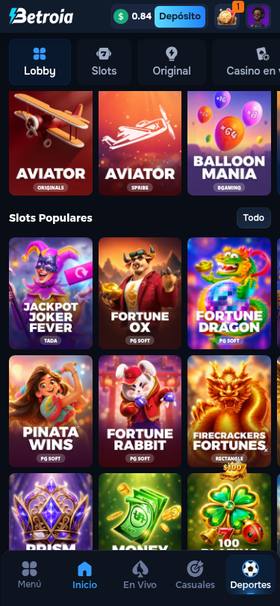 Betroia
$ 0.84 Depósito
1
Lobby
Slots
Original
Casino en
AVIATOR
ORIGINALS
AVIATOR
SPRIBE
BALLOON
MANIA
BGAMING
Slots Populares
Todo
JACKPOT
JOKER
FEVER
TADA
FORTUNE
OX
PG SOFT
FORTUNE
DRAGON
PG SOFT
PINATA
WINS
PG SOFT
FORTUNE
RABBIT
PG SOFT
FIRECRACKERS
FORTUNES
RECTANGLE
PRISM
MONEY
100
Menú
Inicio
En Vivo
Casuales
Deportes